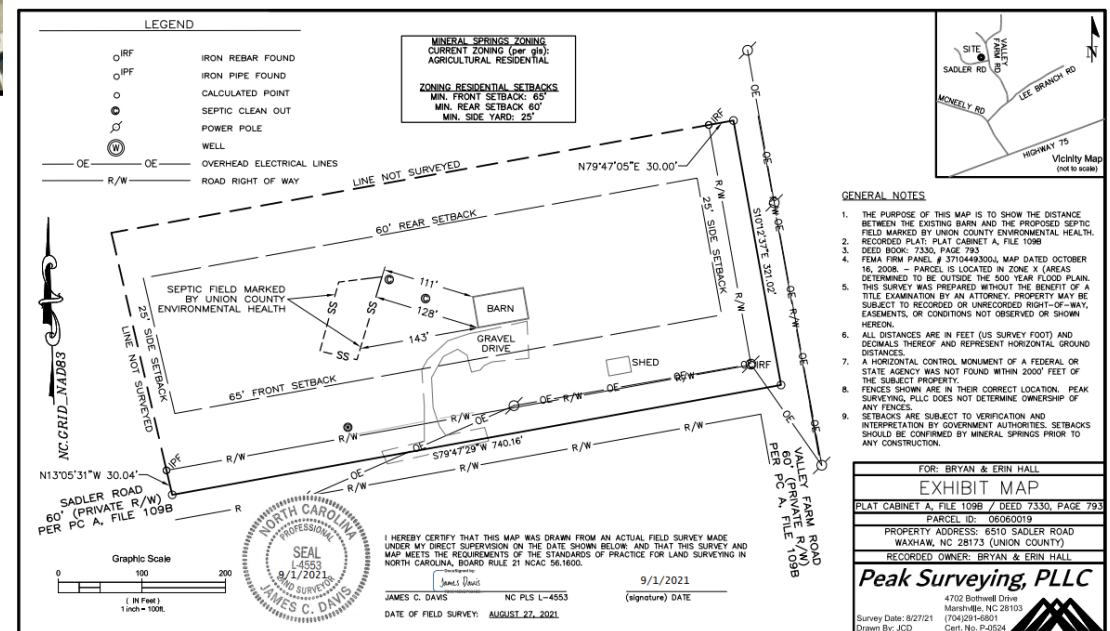 LEGEND
IRF IRON REBAR FOUND
IPF IRON PIPE FOUND
CALCULATED POINT
SEPTIC CLEAN OUT
POWER POLE
W WELL
OE OE OVERHEAD ELECTRICAL LINES
R/W ROAD RIGHT OF WAY
MINERAL SPRINGS ZONING
CURRENT ZONING (per gis):
AGRICULTURAL RESIDENTIAL
ZONING RESIDENTIAL SETBACKS
MIN. FRONT SETBACK: 65'
MIN. REAR SETBACK 60'
MIN. SIDE YARD: 25'
N
SITE
VALLEY FARM RD
SADLER RD
LEE BRANCH RD
MCNEELY RD
HIGHWAY 75
Vicinity Map
(not to scale)
NC GRID_NAD83
LINE NOT SURVEYED
N79°47'05"E 30.00'
IRF
OE
OE
R/W
R/W
R/W
OE
R/W OE
OE
OE
R/W
OE
S10°12'37"E 321.02'
25' SIDE SETBACK
60' REAR SETBACK
25' SIDE SETBACK
LINE NOT SURVEYED
SEPTIC FIELD MARKED
BY UNION COUNTY
ENVIRONMENTAL HEALTH
SS
SS
SS
111'
128'
143'
BARN
GRAVEL
DRIVE
SHED
65' FRONT SETBACK
OE
IRF
OE
R/W
OE
R/W
OE
OE
OE
R/W
R/W
R/W
R/W
R/W
R
OE
OE
S79°47'29"W 740.16'
IPF
N13°05'31"W 30.04'
SADLER ROAD
60' (PRIVATE R/W)
PER PC A, FILE 109B
VALLEY FARM ROAD
60' (PRIVATE R/W)
PER PC A, FILE 109B
GENERAL NOTES
1. THE PURPOSE OF THIS MAP IS TO SHOW THE DISTANCE
BETWEEN THE EXISTING BARN AND THE PROPOSED SEPTIC
FIELD MARKED BY UNION COUNTY ENVIRONMENTAL HEALTH.
2. RECORDED PLAT: PLAT CABINET A, FILE 109B
3. DEED BOOK: 7330, PAGE 793
4. FEMA FIRM PANEL # 3710449300J, MAP DATED OCTOBER
16, 2008. – PARCEL IS LOCATED IN ZONE X (AREAS
DETERMINED TO BE OUTSIDE THE 500 YEAR FLOOD PLAIN.
5. THIS SURVEY WAS PREPARED WITHOUT THE BENEFIT OF A
TITLE EXAMINATION BY AN ATTORNEY. PROPERTY MAY BE
SUBJECT TO RECORDED OR UNRECORDED RIGHT-OF-WAY,
EASEMENTS, OR CONDITIONS NOT OBSERVED OR SHOWN
HEREON.
6. ALL DISTANCES ARE IN FEET (US SURVEY FOOT) AND
DECIMALS THEREOF AND REPRESENT HORIZONTAL GROUND
DISTANCES.
7. A HORIZONTAL CONTROL MONUMENT OF A FEDERAL OR
STATE AGENCY WAS NOT FOUND WITHIN 2000' FEET OF
THE SUBJECT PROPERTY.
8. FENCES SHOWN ARE IN THEIR CORRECT LOCATION. PEAK
SURVEYING, PLLC DOES NOT DETERMINE OWNERSHIP OF
ANY FENCES.
9. SETBACKS ARE SUBJECT TO VERIFICATION AND
INTERPRETATION BY GOVERNMENT AUTHORITIES. SETBACKS
SHOULD BE CONFIRMED BY MINERAL SPRINGS PRIOR TO
ANY CONSTRUCTION.
Graphic Scale
0 100 200
( IN Feet )
1 inch = 100ft.
NORTH CAROLINA
PROFESSIONAL
SEAL
L-4553
9/1/2021
LAND SURVEYOR
JAMES C. DAVIS
I HEREBY CERTIFY THAT THIS MAP WAS DRAWN FROM AN ACTUAL FIELD SURVEY MADE
UNDER MY DIRECT SUPERVISION ON THE DATE SHOWN BELOW: AND THAT THIS SURVEY AND
MAP MEETS THE REQUIREMENTS OF THE STANDARDS OF PRACTICE FOR LAND SURVEYING IN
NORTH CAROLINA, BOARD RULE 21 NCAC 56.1600.
DocuSigned by:
James Davis 9/1/2021
JAMES C. DAVIS NC PLS L-4553 (signature) DATE
DATE OF FIELD SURVEY: AUGUST 27, 2021
FOR: BRYAN & ERIN HALL
EXHIBIT MAP
PLAT CABINET A, FILE 109B / DEED 7330, PAGE 793
PARCEL ID: 06060019
PROPERTY ADDRESS: 6510 SADLER ROAD
WAXHAW, NC 28173 (UNION COUNTY)
RECORDED OWNER: BRYAN & ERIN HALL
Peak Surveying, PLLC
4702 Bothwell Drive
Marshville, NC 28103
Survey Date: 8/27/21 (704)291-6801
Drawn By: JCD Cert. No. P-0524